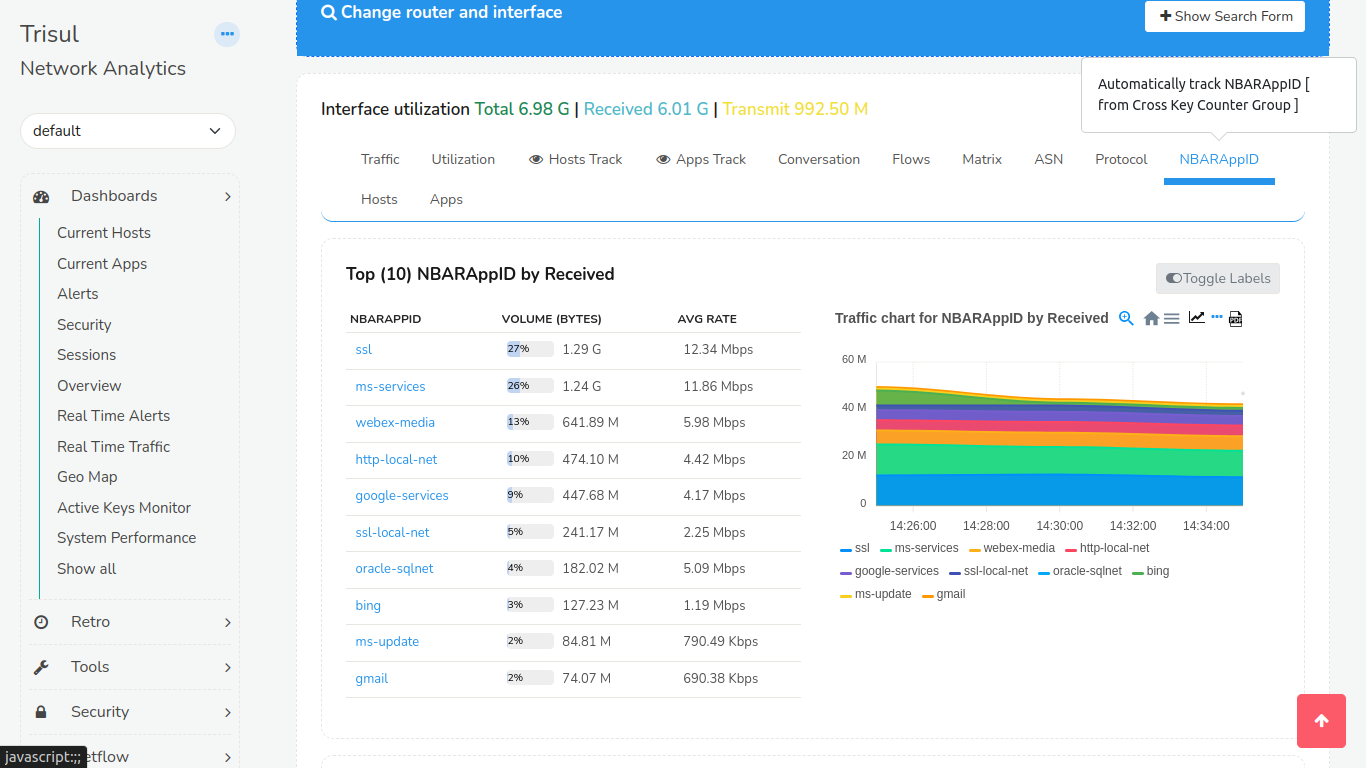 Trisul
Network Analytics
default
Dashboards
Current Hosts
Current Apps
Alerts
Security
Sessions
Overview
Real Time Alerts
Real Time Traffic
Geo Map
Active Keys Monitor
System Performance
Show all
Retro
Tools
Security
etflow
javascript:;;
Change router and interface
Show Search Form
Automatically track NBARAppID [
from Cross Key Counter Group ]
Interface utilization Total 6.98 G | Received 6.01 G | Transmit 992.50 M
Traffic Utilization Hosts Track Apps Track Conversation Flows Matrix ASN Protocol NBARAppID
Hosts Apps
Top (10) NBARAppID by Received
Toggle Labels
NBARAPPID VOLUME (BYTES) AVG RATE
ssl 27% 1.29 G 12.34 Mbps
ms-services 26% 1.24 G 11.86 Mbps
webex-media 13% 641.89 M 5.98 Mbps
http-local-net 10% 474.10 M 4.42 Mbps
google-services 9% 447.68 M 4.17 Mbps
ssl-local-net 5% 241.17 M 2.25 Mbps
oracle-sqlnet 4% 182.02 M 5.09 Mbps
bing 3% 127.23 M 1.19 Mbps
ms-update 2% 84.81 M 790.49 Kbps
gmail 2% 74.07 M 690.38 Kbps
Traffic chart for NBARAppID by Received
PDF
60 M
40 M
20 M
0
14:26:00 14:28:00 14:30:00 14:32:00 14:34:00
ssl ms-services webex-media http-local-net
google-services ssl-local-net oracle-sqlnet bing
ms-update gmail